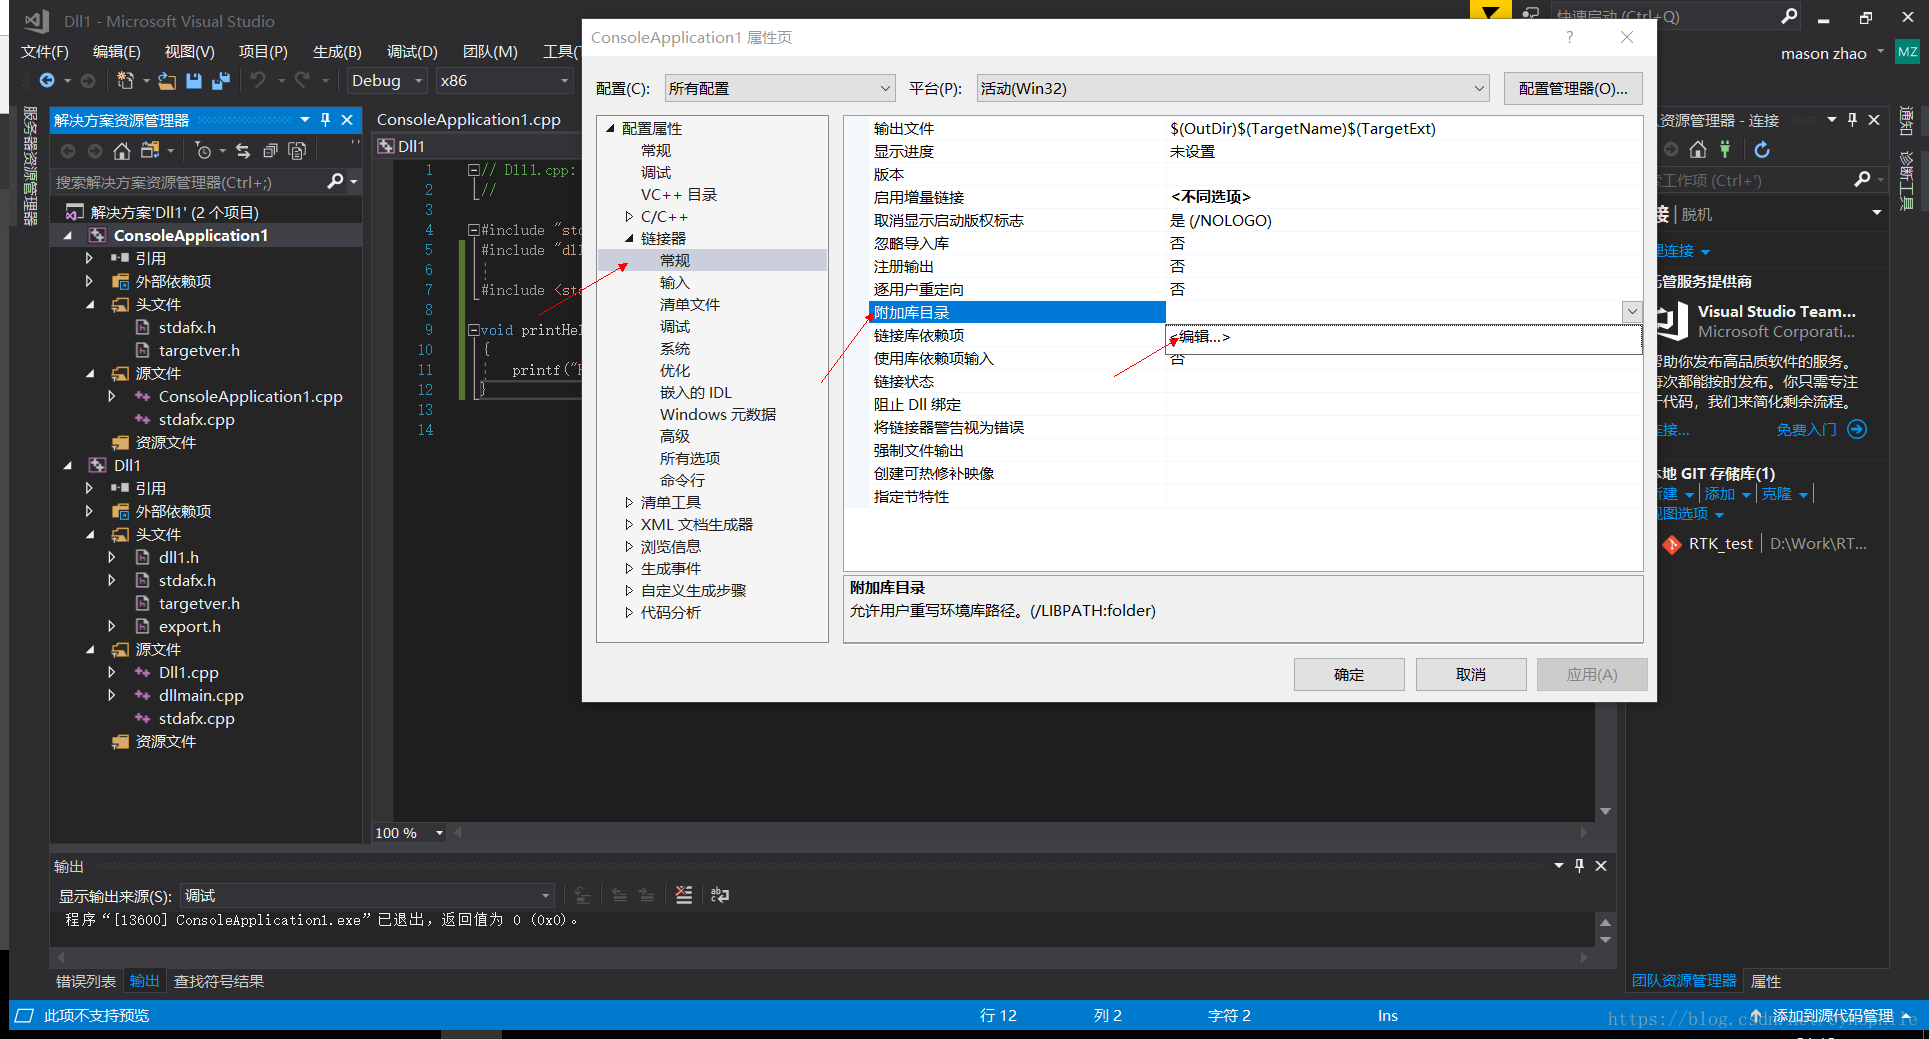 Dll1 - Microsoft Visual Studio
快速启动 (Ctrl+Q)
文件(F) 编辑(E) 视图(V) 项目(P) 生成(B) 调试(D) 团队(M) 工具(T
mason zhao MZ
Debug x86
服务器资源管理器
解决方案资源管理器
搜索解决方案资源管理器(Ctrl+;)
解决方案'Dll1' (2 个项目)
ConsoleApplication1
引用
外部依赖项
头文件
stdafx.h
targetver.h
源文件
ConsoleApplication1.cpp
stdafx.cpp
资源文件
Dll1
引用
外部依赖项
头文件
dll1.h
stdafx.h
targetver.h
export.h
源文件
Dll1.cpp
dllmain.cpp
stdafx.cpp
资源文件
ConsoleApplication1.cpp
Dll1
1 // Dll1.cpp:
2 //
3
4 #include "std
5 #include "dll
6
7 #include <std
8
9 void printHel
10 {
11 printf("h
12 }
13
14
100 %
ConsoleApplication1 属性页
? 
配置(C): 所有配置 平台(P): 活动(Win32) 配置管理器(O)...
配置属性
常规
调试
VC++ 目录
C/C++
链接器
常规
输入
清单文件
调试
系统
优化
嵌入的 IDL
Windows 元数据
高级
所有选项
命令行
清单工具
XML 文档生成器
浏览信息
生成事件
自定义生成步骤
代码分析
输出文件 $(OutDir)$(TargetName)$(TargetExt)
显示进度 未设置
版本
启用增量链接 <不同选项>
取消显示启动版权标志 是 (/NOLOGO)
忽略导入库 否
注册输出 否
逐用户重定向 否
附加库目录
链接库依赖项 <编辑...>
使用库依赖项输入 否
链接状态
阻止 Dll 绑定
将链接器警告视为错误
强制文件输出
创建可热修补映像
指定节特性
附加库目录
允许用户重写环境库路径。(/LIBPATH:folder)
确定 取消 应用(A)
资源管理器 - 连接
工作项 (Ctrl+')
接 | 脱机
连接
管服务提供商
Visual Studio Team...
Microsoft Corporati...
助你发布高品质软件的服务。
次都能按时发布。你只需专注
代码，我们来简化剩余流程。
连接... 免费入门
地 GIT 存储库(1)
新建 添加 克隆
视图选项
RTK_test D:\Work\RT...
通知
诊断工具
输出
显示输出来源(S): 调试
程序“[13600] ConsoleApplication1.exe”已退出，返回值为 0 (0x0)。
错误列表 输出 查找符号结果
团队资源管理器 属性
此项不支持预览 行 12 列 2 字符 2 Ins 添加到源代码管理